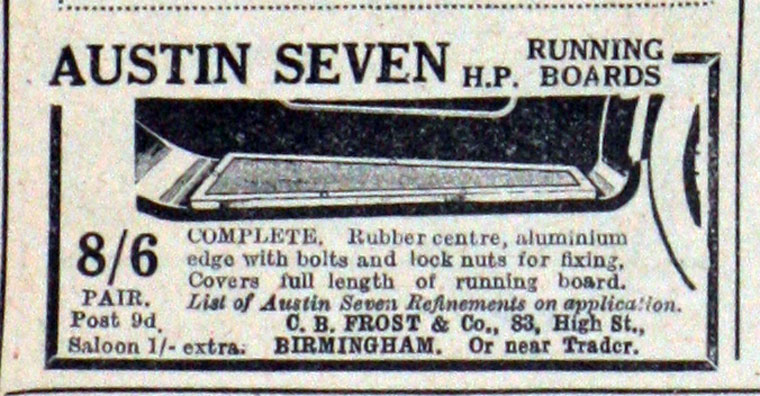 AUSTIN SEVEN H.P. RUNNING BOARDS
8/6
PAIR.
Post 9d.
Saloon 1/- extra.
COMPLETE. Rubber centre, aluminium
edge with bolts and lock nuts for fixing.
Covers full length of running board.
List of Austin Seven Refinements on application.
C. B. FROST & Co., 83, High St.,
BIRMINGHAM. Or near Trader.